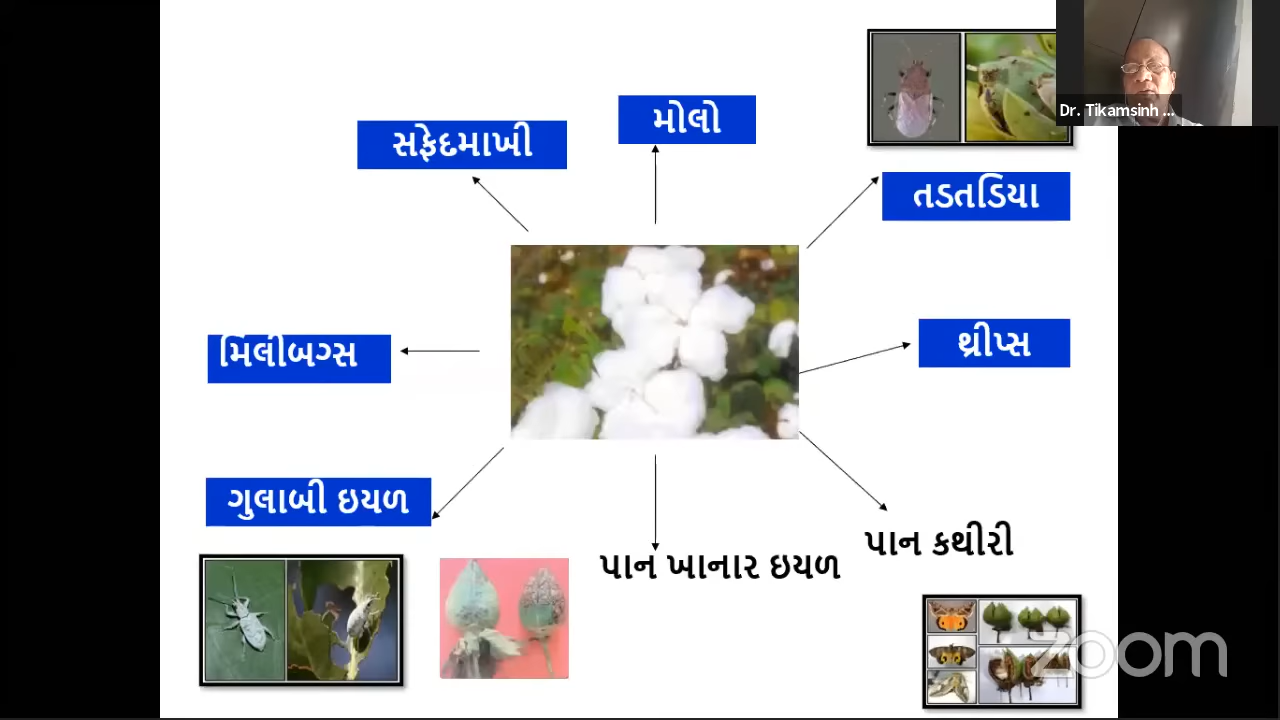 મોલો
સફેદમાખી
Dr. Tikamsinh ...
તડતડિયા
થ્રીપ્સ
મિલીબગ્સ
ગુલાબી ઇયળ
પાન ખાનાર ઇયળ
પાન કથીરી
zoom